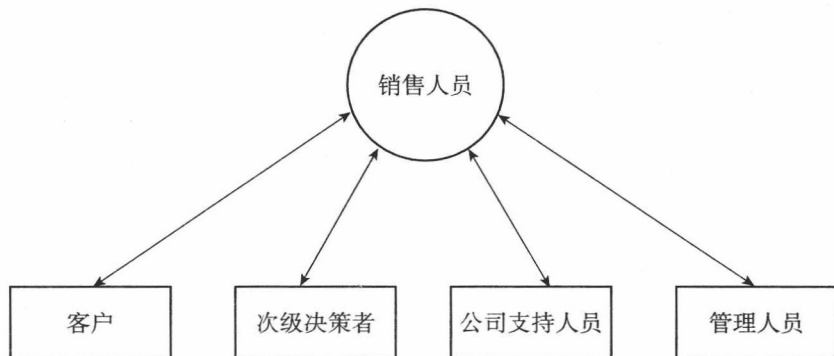 销售人员
客户
次级决策者
公司支持人员
管理人员